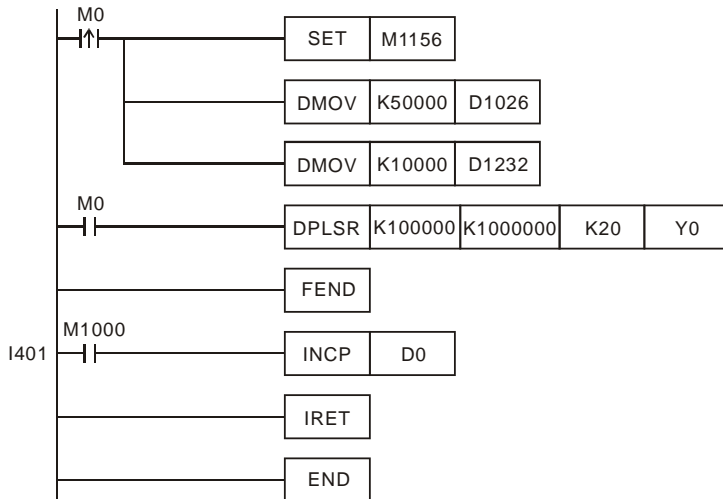 M0
SET M1156
DMOV K50000 D1026
DMOV K10000 D1232
M0
DPLSR K100000 K1000000 K20 Y0
FEND
M1000
I401 INCP D0
IRET
END